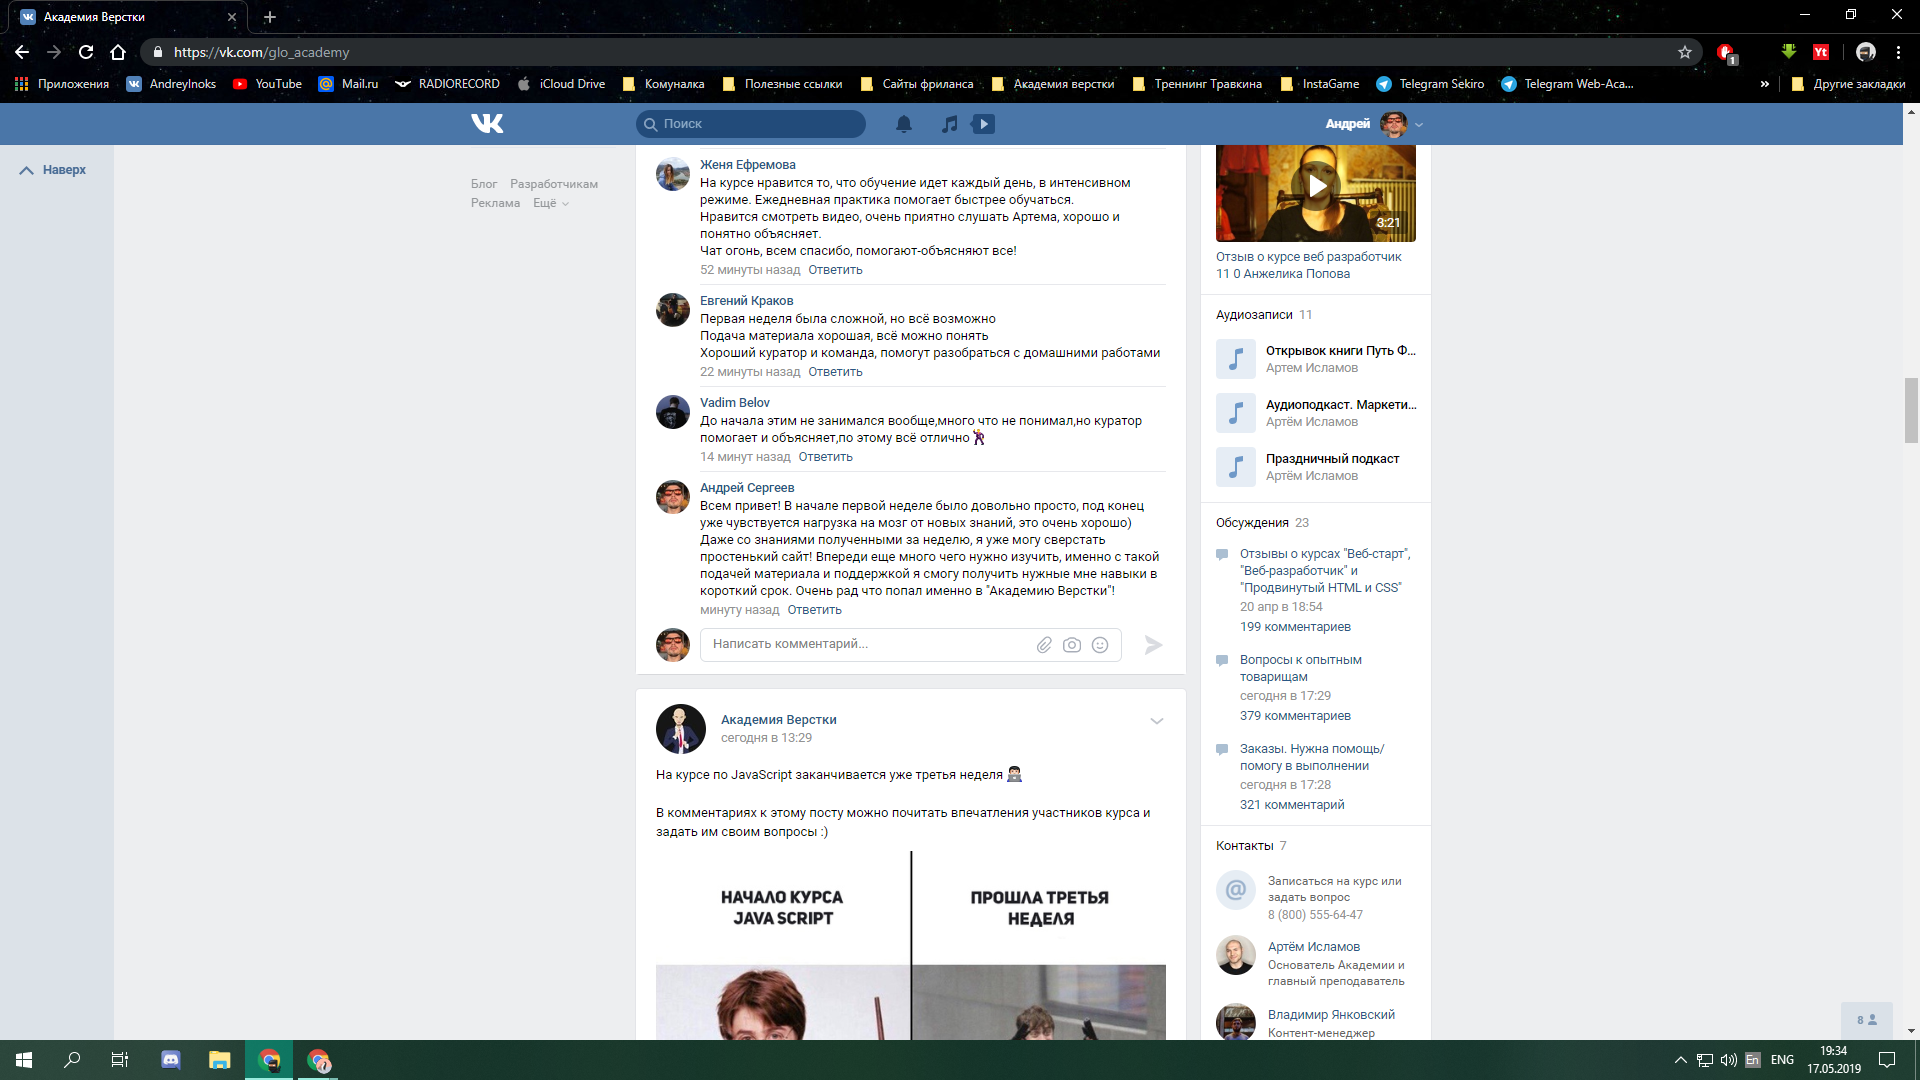 Академия Верстки
https://vk.com/glo_academy
1
Yt
Приложения
AndreyInoks
YouTube
Mail.ru
RADIORECORD
iCloud Drive
Комуналка
Полезные ссылки
Сайты фриланса
Академия верстки
Треннинг Травкина
InstaGame
Telegram Sekiro
Telegram Web-Aca...
»
Другие закладки
Поиск
Андрей
Наверх
Блог Разработчикам
Реклама Ещё
Женя Ефремова
На курсе нравится то, что обучение идет каждый день, в интенсивном
режиме. Ежедневная практика помогает быстрее обучаться.
Нравится смотреть видео, очень приятно слушать Артема, хорошо и
понятно объясняет.
Чат огонь, всем спасибо, помогают-объясняют все!
52 минуты назад Ответить
Евгений Краков
Первая неделя была сложной, но всё возможно
Подача материала хорошая, всё можно понять
Хороший куратор и команда, помогут разобраться с домашними работами
22 минуты назад Ответить
Vadim Belov
До начала этим не занимался вообще,много что не понимал,но куратор
помогает и объясняет,по этому всё отлично
14 минут назад Ответить
Андрей Сергеев
Всем привет! В начале первой неделе было довольно просто, под конец
уже чувствуется нагрузка на мозг от новых знаний, это очень хорошо)
Даже со знаниями полученными за неделю, я уже могу сверстать
простенький сайт! Впереди еще много чего нужно изучить, именно с такой
подачей материала и поддержкой я смогу получить нужные мне навыки в
короткий срок. Очень рад что попал именно в "Академию Верстки"!
минуту назад Ответить
Написать комментарий...
Академия Верстки
сегодня в 13:29
На курсе по JavaScript заканчивается уже третья неделя
В комментариях к этому посту можно почитать впечатления участников курса и
задать им своим вопросы :)
НАЧАЛО КУРСА
JAVA SCRIPT
ПРОШЛА ТРЕТЬЯ
НЕДЕЛЯ
3:21
Отзыв о курсе веб разработчик
11 0 Анжелика Попова
Аудиозаписи 11
Открывок книги Путь Ф...
Артем Исламов
Аудиоподкаст. Маркети...
Артём Исламов
Праздничный подкаст
Артём Исламов
Обсуждения 23
Отзывы о курсах "Веб-старт",
"Веб-разработчик" и
"Продвинутый HTML и CSS"
20 апр в 18:54
199 комментариев
Вопросы к опытным
товарищам
сегодня в 17:29
379 комментариев
Заказы. Нужна помощь/
помогу в выполнении
сегодня в 17:28
321 комментарий
Контакты 7
Записаться на курс или
задать вопрос
8 (800) 555-64-47
Артём Исламов
Основатель Академии и
главный преподаватель
Владимир Янковский
Контент-менеджер
8
En
ENG
19:34
17.05.2019